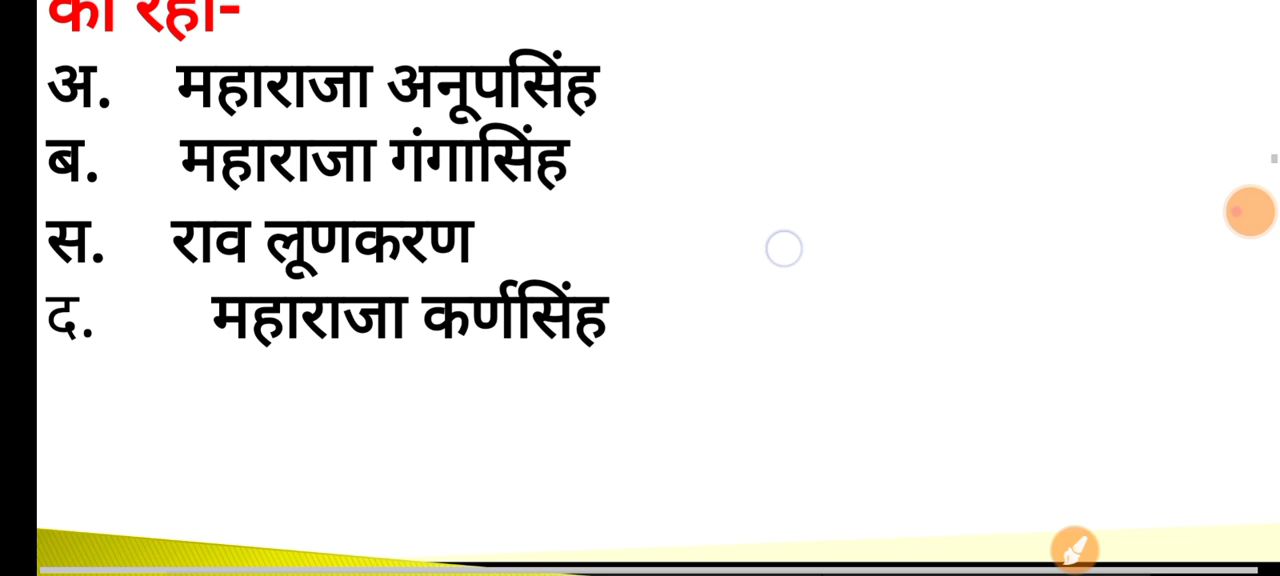 का रहा-
अ. महाराजा अनूपसिंह
ब. महाराजा गंगासिंह
स. राव लूणकरण
द. महाराजा कर्णसिंह